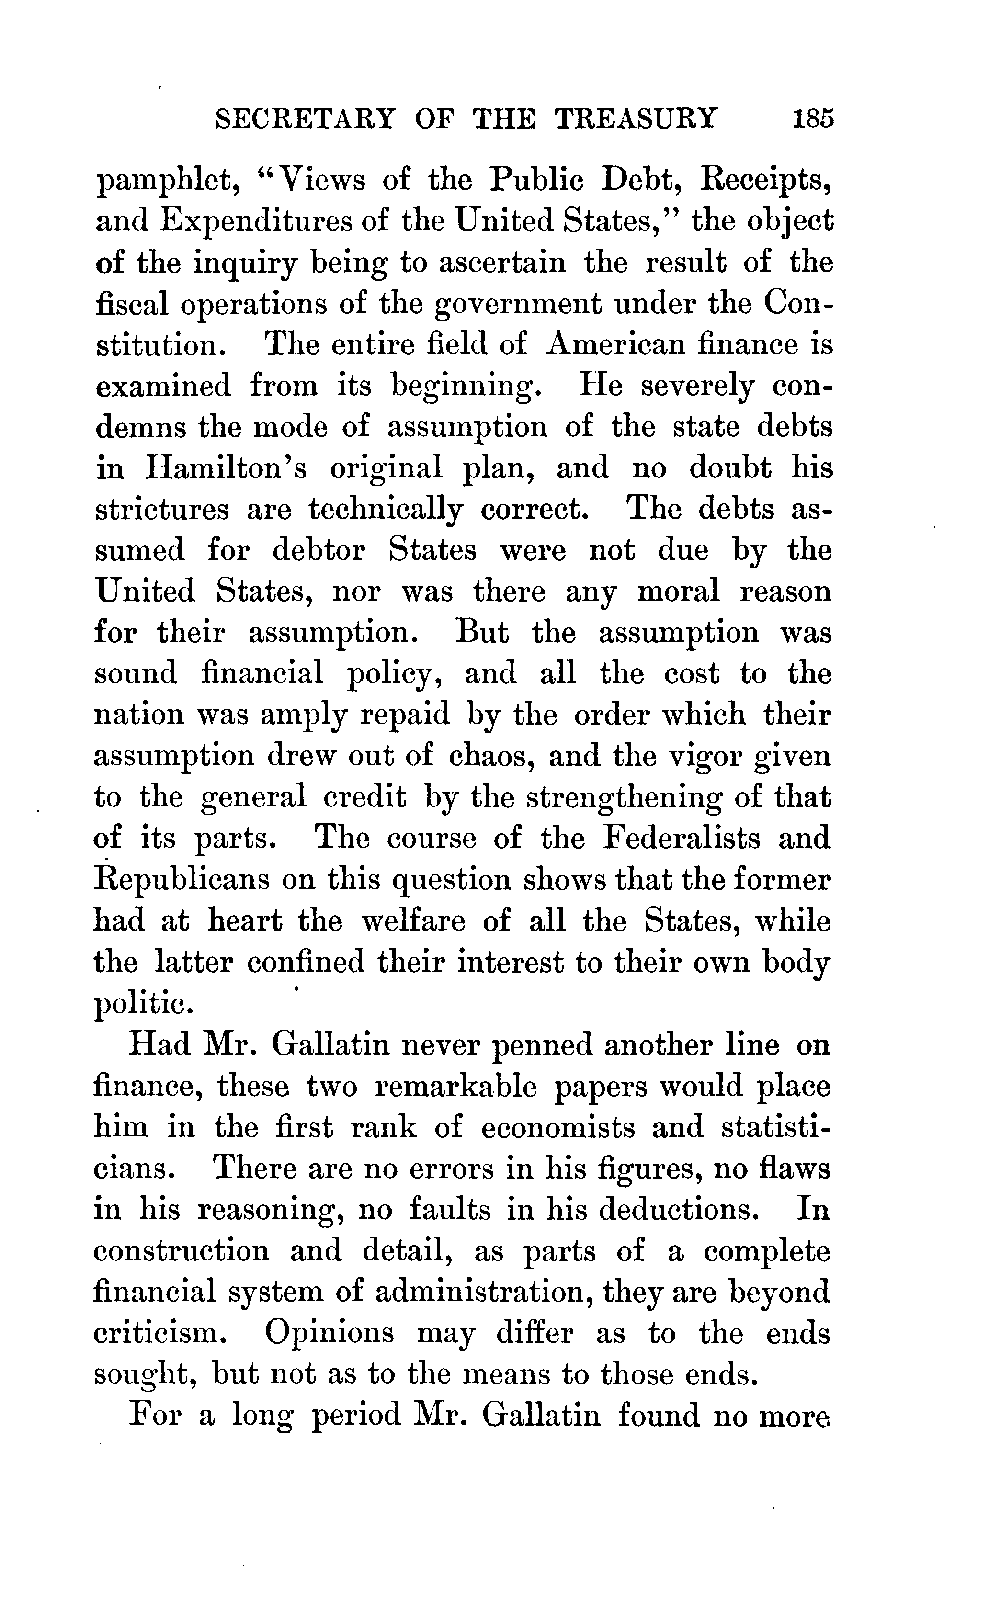 SECRETARY OF THE TREASURY 185
pamphlet, “Views of the Public Debt, Receipts,
and Expenditures of the United States,” the object
of the inquiry being to ascertain the result of the
fiscal operations of the government under the Con-
stitution. The entire field of American finance is
examined from its beginning. He severely con-
demns the mode of assumption of the state debts
in Hamilton’s original plan, and no doubt his
strictures are technically correct. The debts as-
sumed for debtor States were not due by the
United States, nor was there any moral reason
for their assumption. But the assumption was
sound financial policy, and all the cost to the
nation was amply repaid by the order which their
assumption drew out of chaos, and the vigor given
to the general credit by the strengthening of that
of its parts. The course of the Federalists and
Republicans on this question shows that the former
had at heart the welfare of all the States, while
the latter confined their interest to their own body
politic.
Had Mr. Gallatin never penned another line on
finance, these two remarkable papers would place
him in the first rank of economists and statisti-
cians. There are no errors in his figures, no flaws
in his reasoning, no faults in his deductions. In
construction and detail, as parts of a complete
financial system of administration, they are beyond
criticism. Opinions may differ as to the ends
sought, but not as to the means to those ends.
For a long period Mr. Gallatin found no more